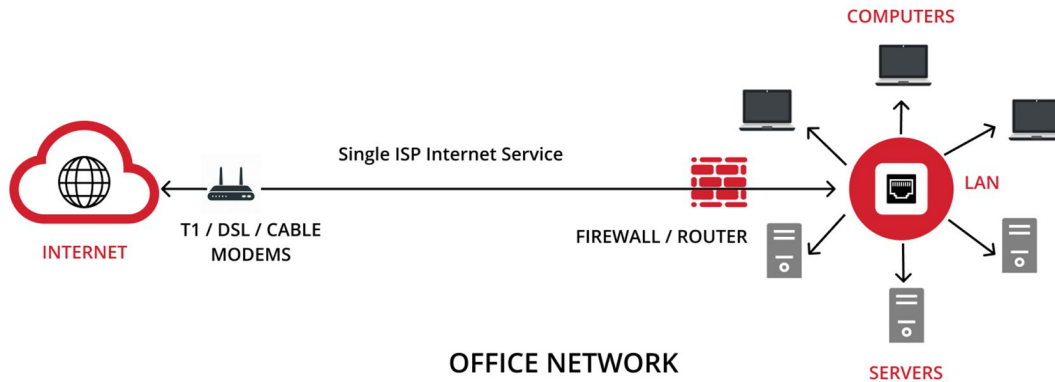 COMPUTERS
Single ISP Internet Service
LAN
T1 / DSL / CABLE
MODEMS
INTERNET
FIREWALL / ROUTER
OFFICE NETWORK
SERVERS